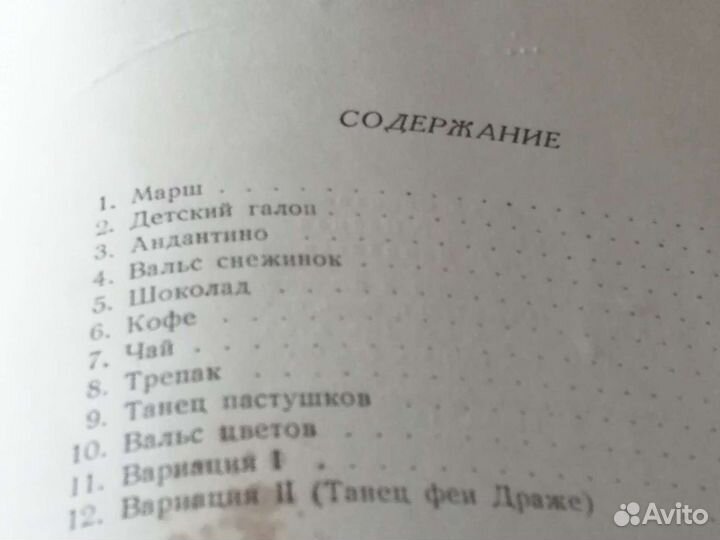 СОДЕРЖАНИЕ
1. Марш
2. Детский галоп
3. Андантино
4. Вальс снежинок
5. Шоколад
6. Кофе
7. Чай
8. Трепак
9. Танец пастушков
10. Вальс цветов
11. Вариация I
12. Вариация II (Танец феи Драже)
Avito